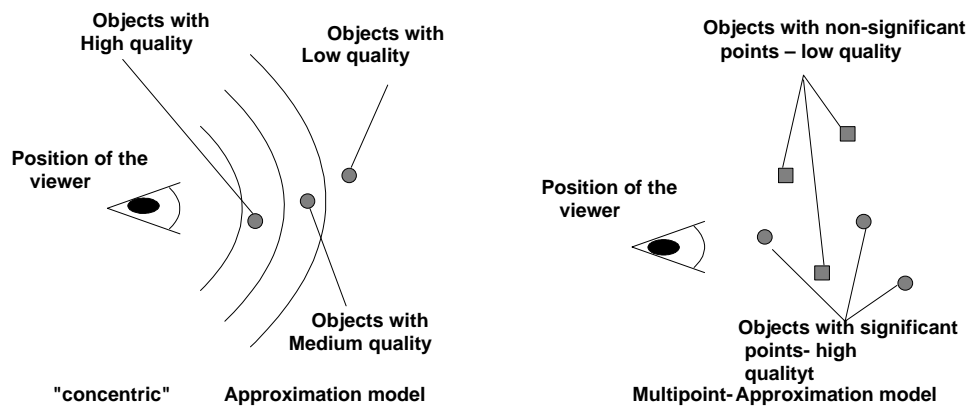 Objects with
High quality
Objects with
Low quality
Position of the
viewer
Objects with
Medium quality
"concentric" Approximation model
Objects with non-significant
points – low quality
Position of the
viewer
Objects with significant
points- high
qualityt
Multipoint-Approximation model